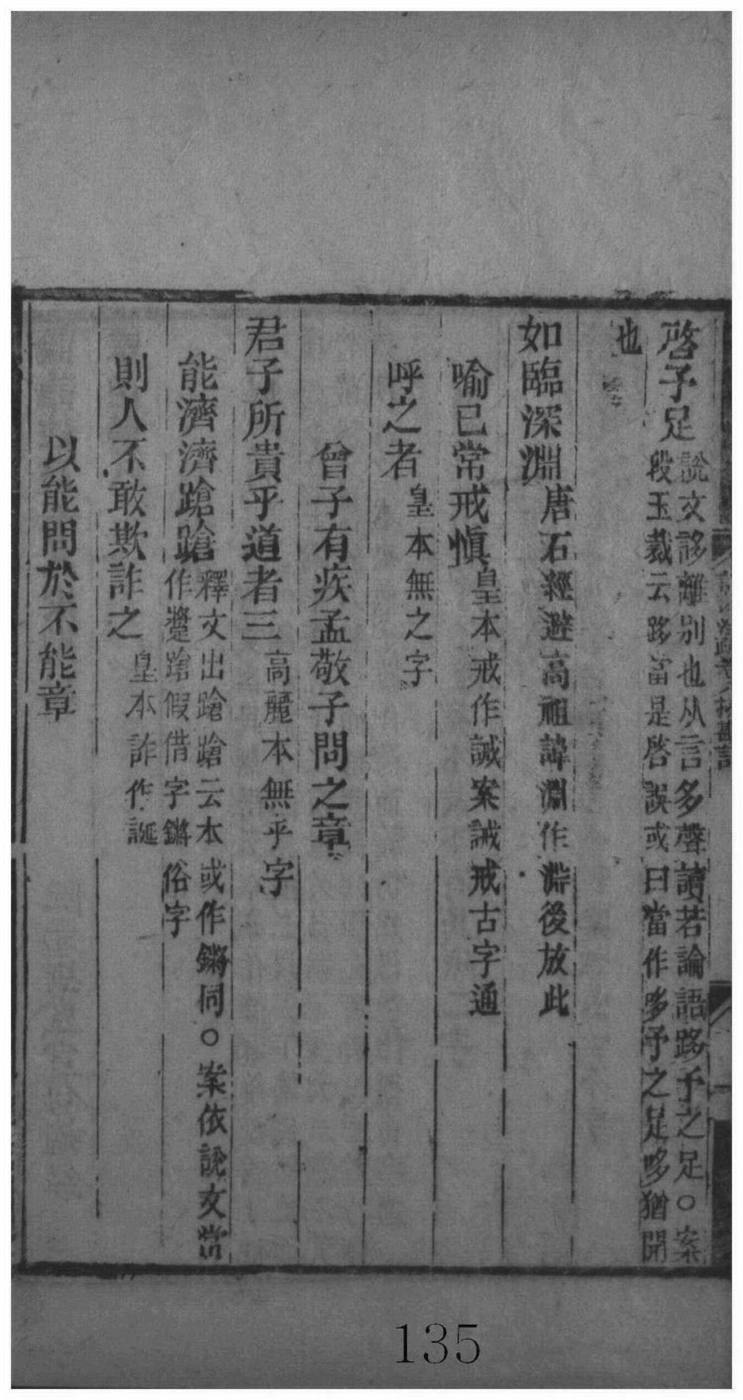 啓予足說文誃離別也从言多聲讀若論語跢予之足○案
段玉裁云跢當是啓誤或曰當作哆予之足哆猶開
也
如臨深淵唐石經避高祖諱淵作渊後放此
喻已常戒慎皇本戒作誡案誡戒古字通
呼之者皇本無之字
曾子有疾孟敬子問之章
君子所貴乎道者三高麗本無乎字
能濟濟蹌蹌釋文出蹌蹌云本或作鏘同○案依說文當
作蹩蹌假借字鏘俗字
則人不敢欺詐之皇本詐作誕
以能問於不能章
135